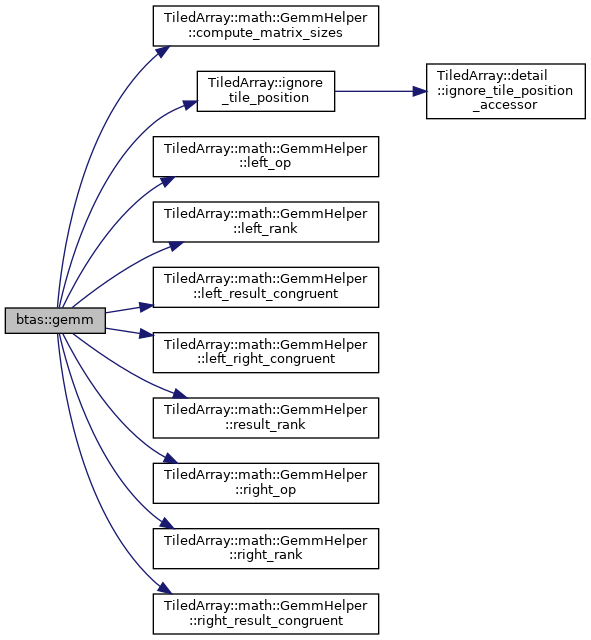 TiledArray::math::GemmHelper
::compute_matrix_sizes
TiledArray::ignore
_tile_position
TiledArray::detail
::ignore_tile_position
_accessor
TiledArray::math::GemmHelper
::left_op
TiledArray::math::GemmHelper
::left_rank
TiledArray::math::GemmHelper
::left_result_congruent
btas::gemm
TiledArray::math::GemmHelper
::left_right_congruent
TiledArray::math::GemmHelper
::result_rank
TiledArray::math::GemmHelper
::right_op
TiledArray::math::GemmHelper
::right_rank
TiledArray::math::GemmHelper
::right_result_congruent